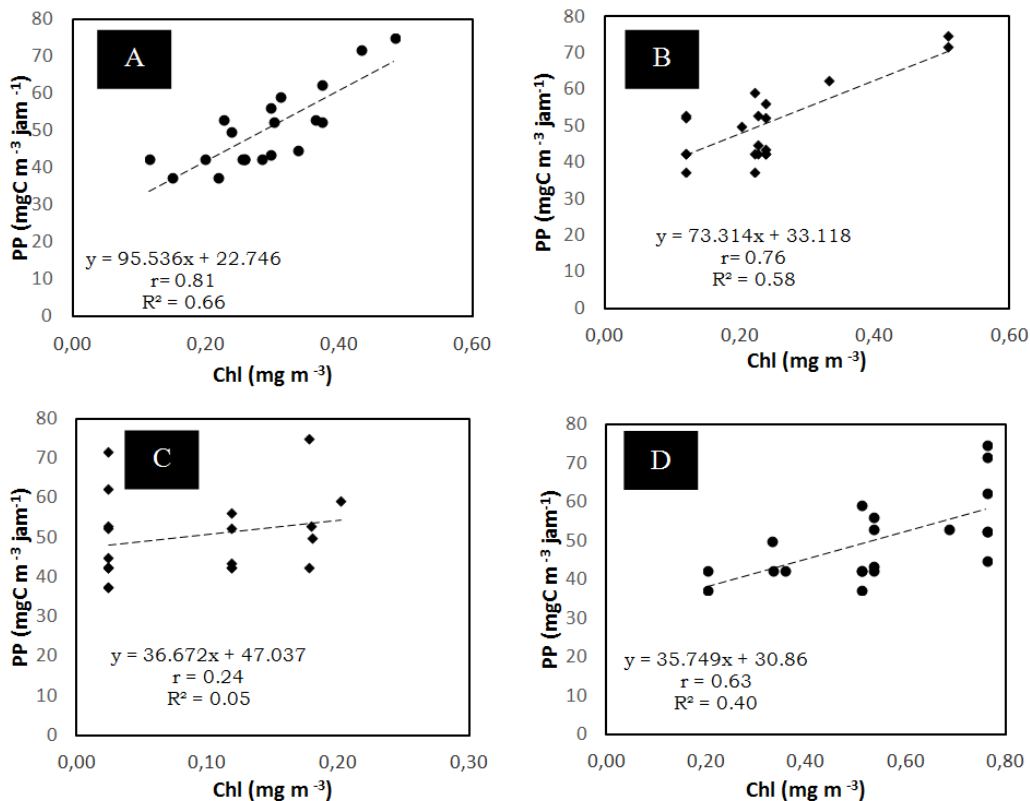 A
PP (mgC m -3 jam-1)
80
70
60
50
40
30
20
10
0
y = 95.536x + 22.746
r= 0.81
R² = 0.66
0,00 0,20 0,40 0,60
Chl (mg m -3)
B
PP (mgC m -3 jam-1)
80
70
60
50
40
30
20
10
0
y = 73.314x + 33.118
r= 0.76
R² = 0.58
0,00 0,20 0,40 0,60
Chl (mg m -3)
C
PP (mgC m -3 jam-1)
80
70
60
50
40
30
20
10
0
y = 36.672x + 47.037
r = 0.24
R² = 0.05
0,00 0,10 0,20 0,30
Chl (mg m -3)
D
PP (mgC m -3 jam-1)
80
70
60
50
40
30
20
10
0
y = 35.749x + 30.86
r = 0.63
R² = 0.40
0,00 0,20 0,40 0,60 0,80
Chl (mg m -3)